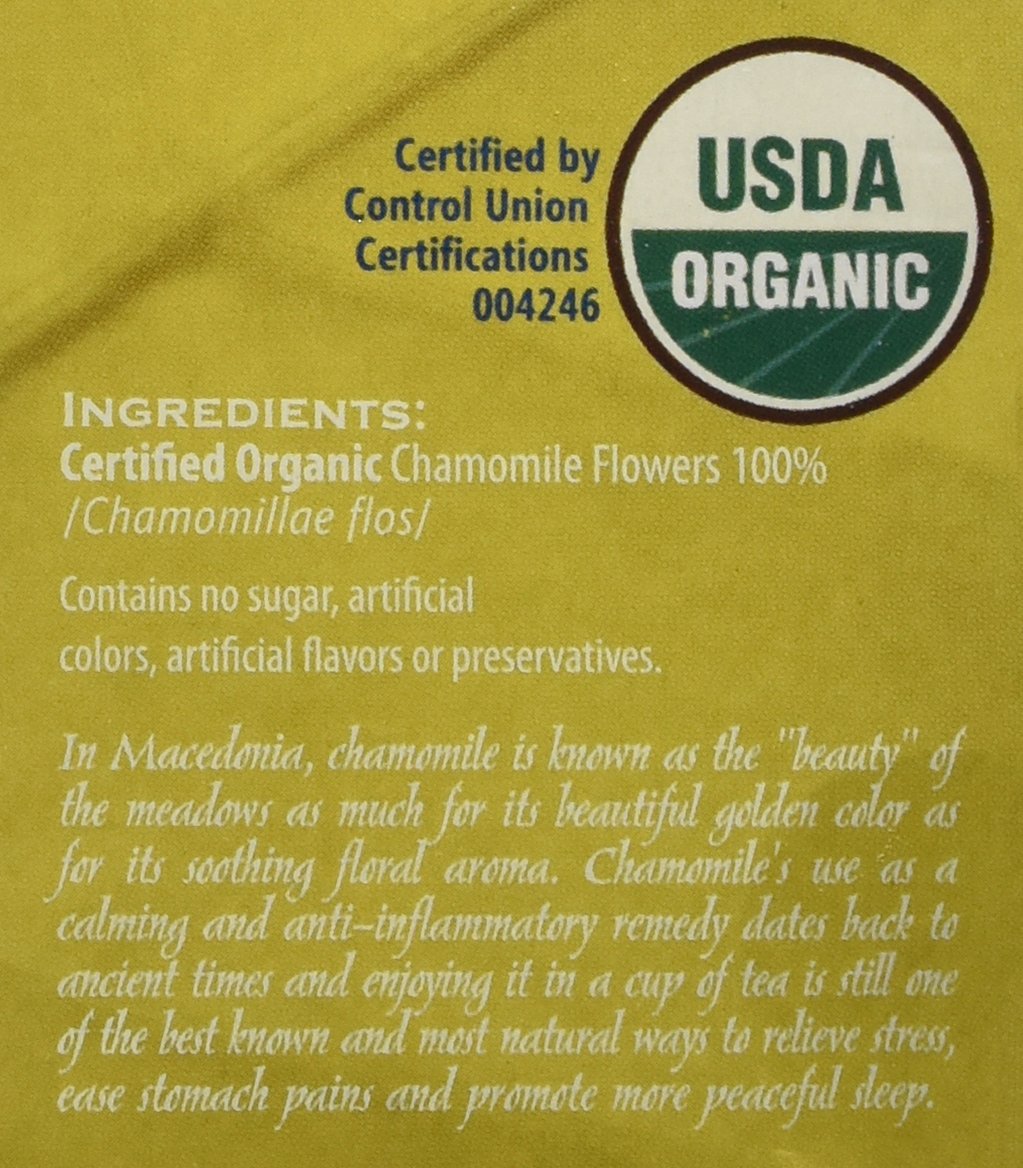 Certified by
Control Union
Certifications
004246
USDA
ORGANIC
INGREDIENTS:
Certified Organic Chamomile Flowers 100%
/Chamomillae flos/
Contains no sugar, artificial
colors, artificial flavors or preservatives.
In Macedonia, chamomile is known as the "beauty" of
the meadows as much for its beautiful golden color as
for its soothing floral aroma. Chamomile's use as a
calming and anti-inflammatory remedy dates back to
ancient times and enjoying it in a cup of tea is still one
of the best known and most natural ways to relieve stress,
ease stomach pains and promote more peaceful sleep.